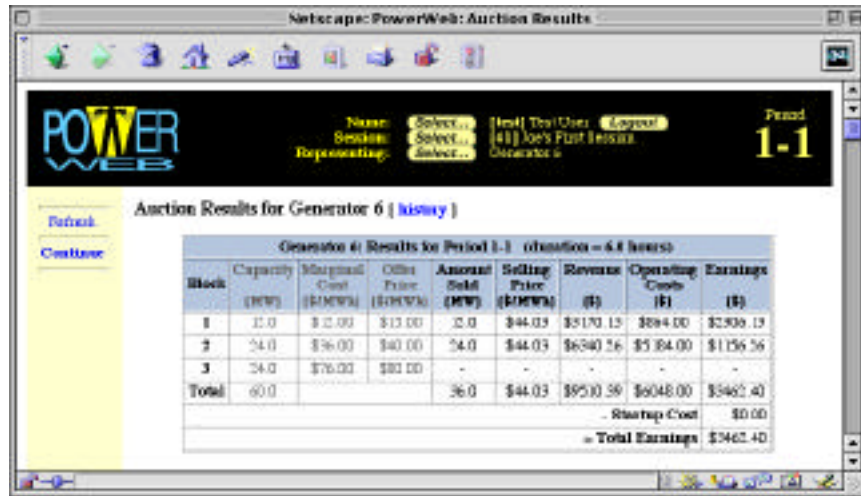 Netscape: PowerWeb: Auction Results
POWER WEB
Name: Select... [test] Test User Logout
Session: Select... Joe's First Session
Representing: Select... Generator 6
Period
1-1
Refresh
Continue
Auction Results for Generator 6 [ history ]
Generator 6: Results for Period 1-1 (duration = 6.0 hours)
Block Capacity (MW) Marginal Cost ($/MWh) Offer Price ($/MWh) Amount Sold (MW) Selling Price ($/MWh) Revenue ($) Operating Costs ($) Earnings ($)
1 12.0 $12.00 12.0 $44.03 $3170.13 $864.00 $2306.13
2 24.0 $36.00 $40.00 24.0 $44.03 $6340.26 $5184.00 $1156.26
3 24.0 $76.00 $80.00 - - - - -
Total 60.0 36.0 $44.03 $9510.39 $6048.00 $3462.40
- Startup Cost $0.00
= Total Earnings $3462.40